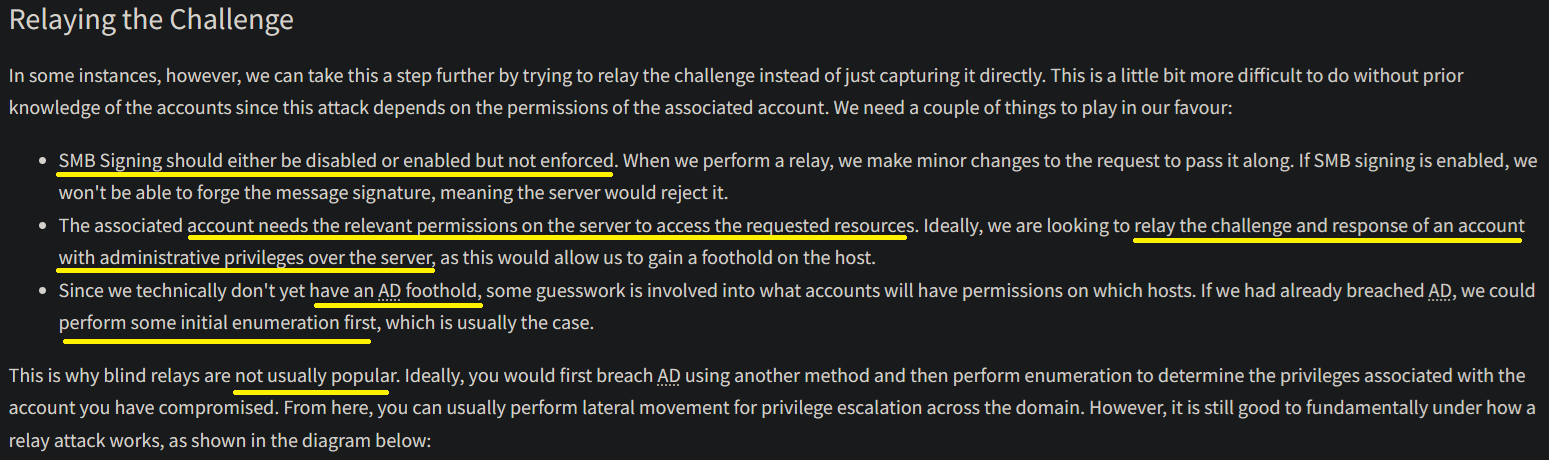 Relaying the Challenge
In some instances, however, we can take this a step further by trying to relay the challenge instead of just capturing it directly. This is a little bit more difficult to do without prior
knowledge of the accounts since this attack depends on the permissions of the associated account. We need a couple of things to play in our favour:
• SMB Signing should either be disabled or enabled but not enforced. When we perform a relay, we make minor changes to the request to pass it along. If SMB signing is enabled, we
won't be able to forge the message signature, meaning the server would reject it.
• The associated account needs the relevant permissions on the server to access the requested resources. Ideally, we are looking to relay the challenge and response of an account
with administrative privileges over the server, as this would allow us to gain a foothold on the host.
• Since we technically don't yet have an AD foothold, some guesswork is involved into what accounts will have permissions on which hosts. If we had already breached AD, we could
perform some initial enumeration first, which is usually the case.
This is why blind relays are not usually popular. Ideally, you would first breach AD using another method and then perform enumeration to determine the privileges associated with the
account you have compromised. From here, you can usually perform lateral movement for privilege escalation across the domain. However, it is still good to fundamentally under how a
relay attack works, as shown in the diagram below: